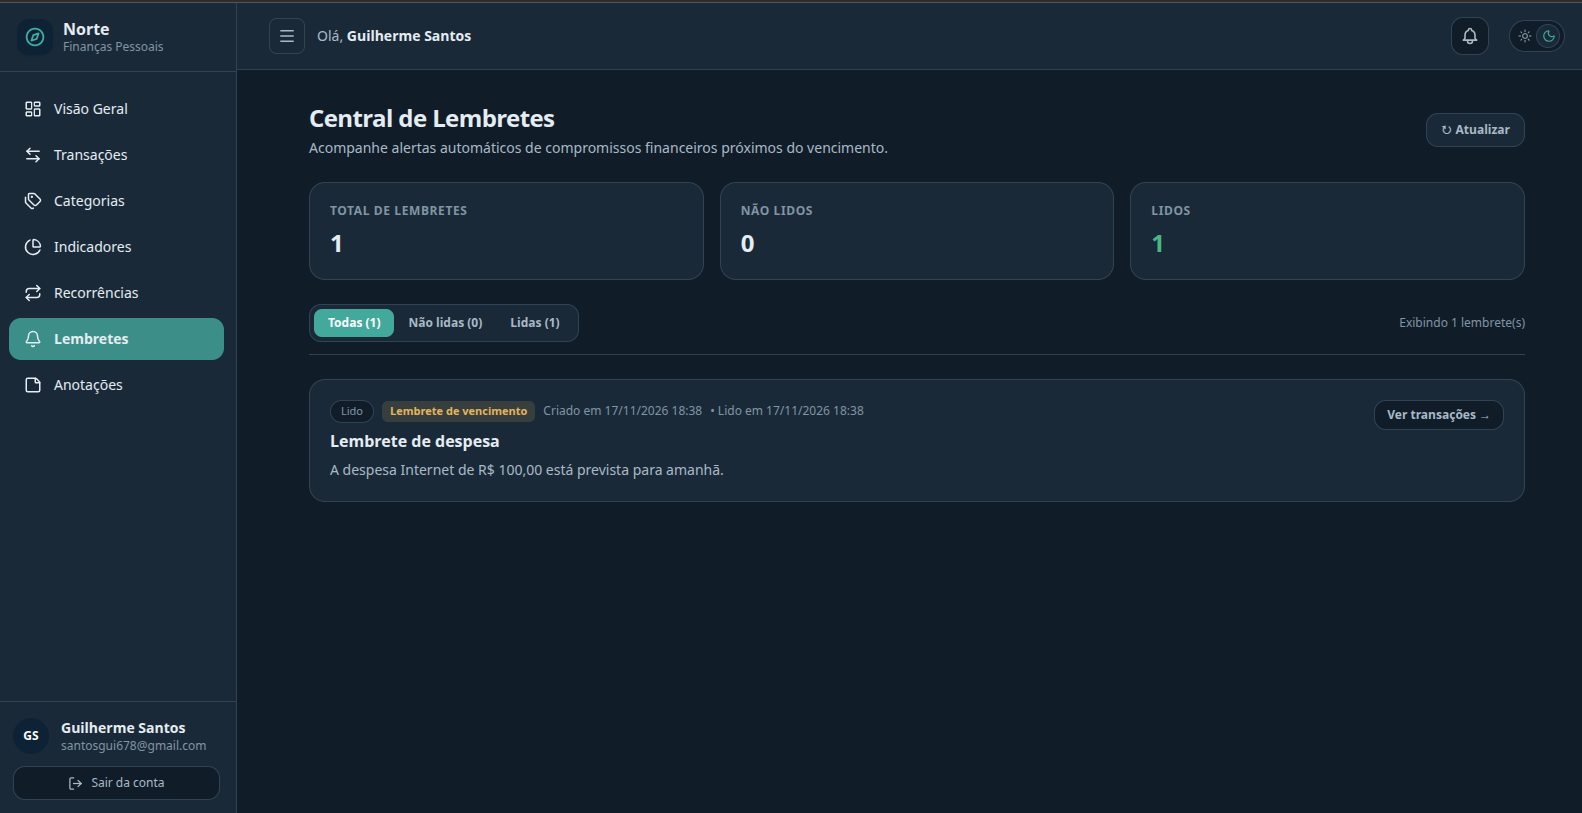 Norte
Finanças Pessoais
Visão Geral
Transações
Categorias
Indicadores
Recorrências
Lembretes
Anotações
GS
Guilherme Santos
santosgui678@gmail.com
Sair da conta
Olá, Guilherme Santos
Central de Lembretes
Acompanhe alertas automáticos de compromissos financeiros próximos do vencimento.
↻ Atualizar
TOTAL DE LEMBRETES
1
NÃO LIDOS
0
LIDOS
1
Todas (1) Não lidas (0) Lidas (1)
Exibindo 1 lembrete(s)
Lido Lembrete de vencimento Criado em 17/11/2026 18:38 • Lido em 17/11/2026 18:38
Ver transações →
Lembrete de despesa
A despesa Internet de R$ 100,00 está prevista para amanhã.